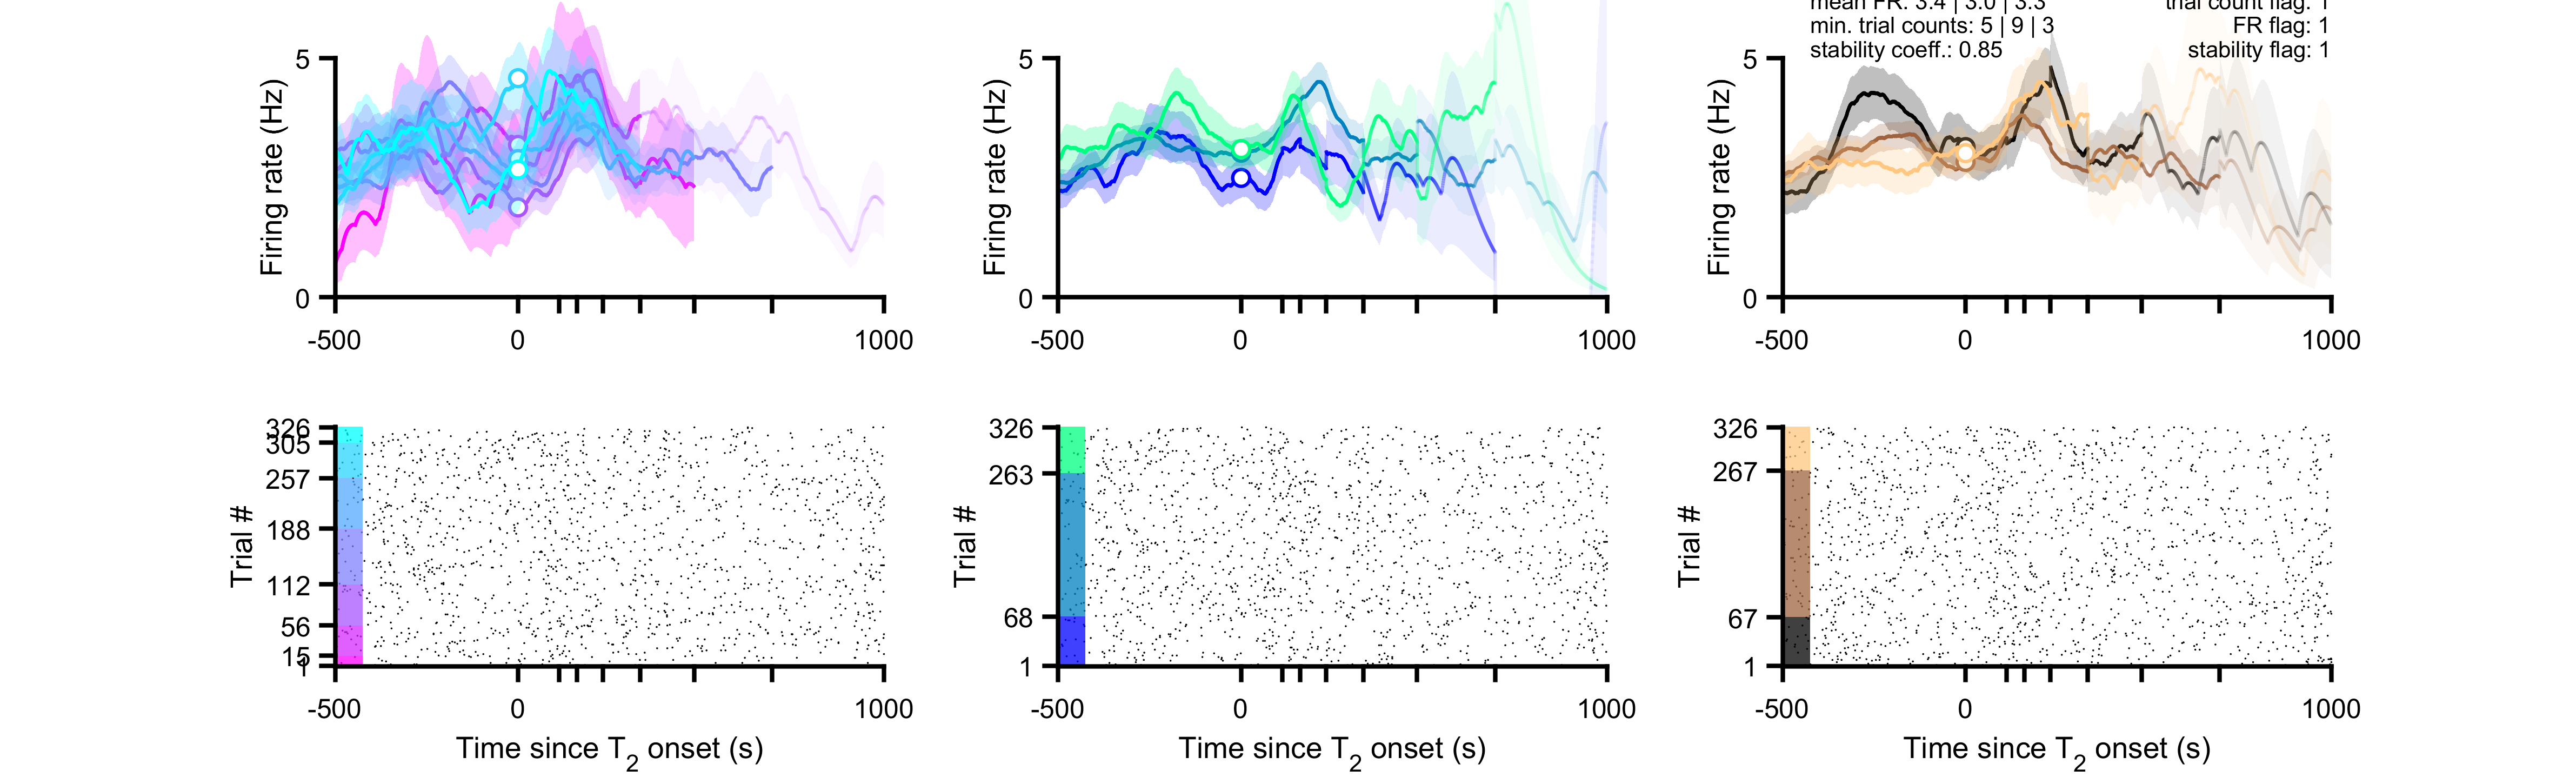 mean FR: 3.4 | 3.0 | 3.3 trial count flag: 1
min. trial counts: 5 | 9 | 3 FR flag: 1
stability coeff.: 0.85 stability flag: 1
5 5 5
Firing rate (Hz) Firing rate (Hz) Firing rate (Hz)
0 0 0
-500 0 1000 -500 0 1000 -500 0 1000
326 326 326
305
257 263 267
188
Trial # Trial # Trial #
112
56 68 67
15
1 1
-500 0 1000 -500 0 1000 -500 0 1000
Time since T2 onset (s) Time since T2 onset (s) Time since T2 onset (s)